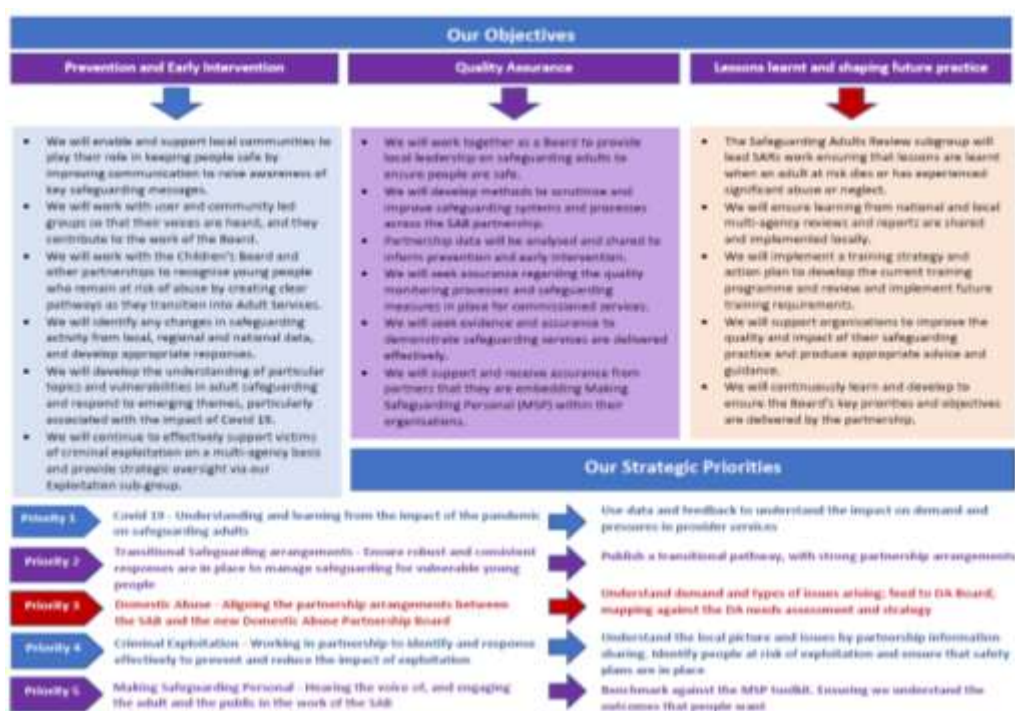 Our Objectives
Prevention and Early Intervention
• We will enable and support local communities to
play their role in keeping people safe by
improving communication to raise awareness of
key safeguarding messages.
• We will work with user and community led
groups so that their voices are heard, and they
contribute to the work of the Board.
• We will work with the Children's Board and
other partnerships to recognise young people
who remain at risk of abuse by creating clear
pathways as they transition into Adult Services.
• We will identify any changes in safeguarding
activity from local, regional and national data,
and develop appropriate responses.
• We will develop the understanding of particular
topics and vulnerabilities in adult safeguarding
and respond to emerging themes, particularly
associated with the impact of Covid 19.
• We will continue to effectively support victims
of criminal exploitation on a multi-agency basis
and provide strategic oversight via our
Exploitation sub-group.
Quality Assurance
• We will work together as a Board to provide
local leadership on safeguarding adults to
ensure people are safe.
• We will develop methods to scrutinise and
improve safeguarding systems and processes
across the SAB partnership.
• Partnership data will be analysed and shared to
inform prevention and early intervention.
• We will seek assurance regarding the quality
monitoring processes and safeguarding
measures in place for commissioned services.
• We will seek evidence and assurance to
demonstrate safeguarding services are delivered
effectively.
• We will support and receive assurance from
partners that they are embedding Making
Safeguarding Personal (MSP) within their
organisations.
Lessons learnt and shaping future practice
• The Safeguarding Adults Review subgroup will
lead SARs work ensuring that lessons are learnt
when an adult at risk dies or has experienced
significant abuse or neglect.
• We will ensure learning from national and local
multi-agency reviews and reports are shared
and implemented locally.
• We will implement a training strategy and
action plan to develop the current training
programme and review and implement future
training requirements.
• We will support organisations to improve the
quality and impact of their safeguarding
practice and produce appropriate advice and
guidance.
• We will continuously learn and develop to
ensure the Board's key priorities and objectives
are delivered by the partnership.
Our Strategic Priorities
Priority 1
Covid 19 - Understanding and learning from the impact of the pandemic
on safeguarding adults
Use data and feedback to understand the impact on demand and
pressures in provider services
Priority 2
Transitional Safeguarding arrangements - Ensure robust and consistent
responses are in place to manage safeguarding for vulnerable young
people
Publish a transitional pathway, with strong partnership arrangements
Priority 3
Domestic Abuse - Aligning the partnership arrangements between
the SAB and the new Domestic Abuse Partnership Board
Understand demand and types of issues arising; feed to DA Board,
mapping against the DA needs assessment and strategy
Priority 4
Criminal Exploitation - Working in partnership to identify and response
effectively to prevent and reduce the impact of exploitation
Understand the local picture and issues by partnership information
sharing. Identify people at risk of exploitation and ensure that safety
plans are in place
Priority 5
Making Safeguarding Personal - Hearing the voice of, and engaging
the adult and the public in the work of the SAB
Benchmark against the MSP toolkit. Ensuring we understand the
outcomes that people want